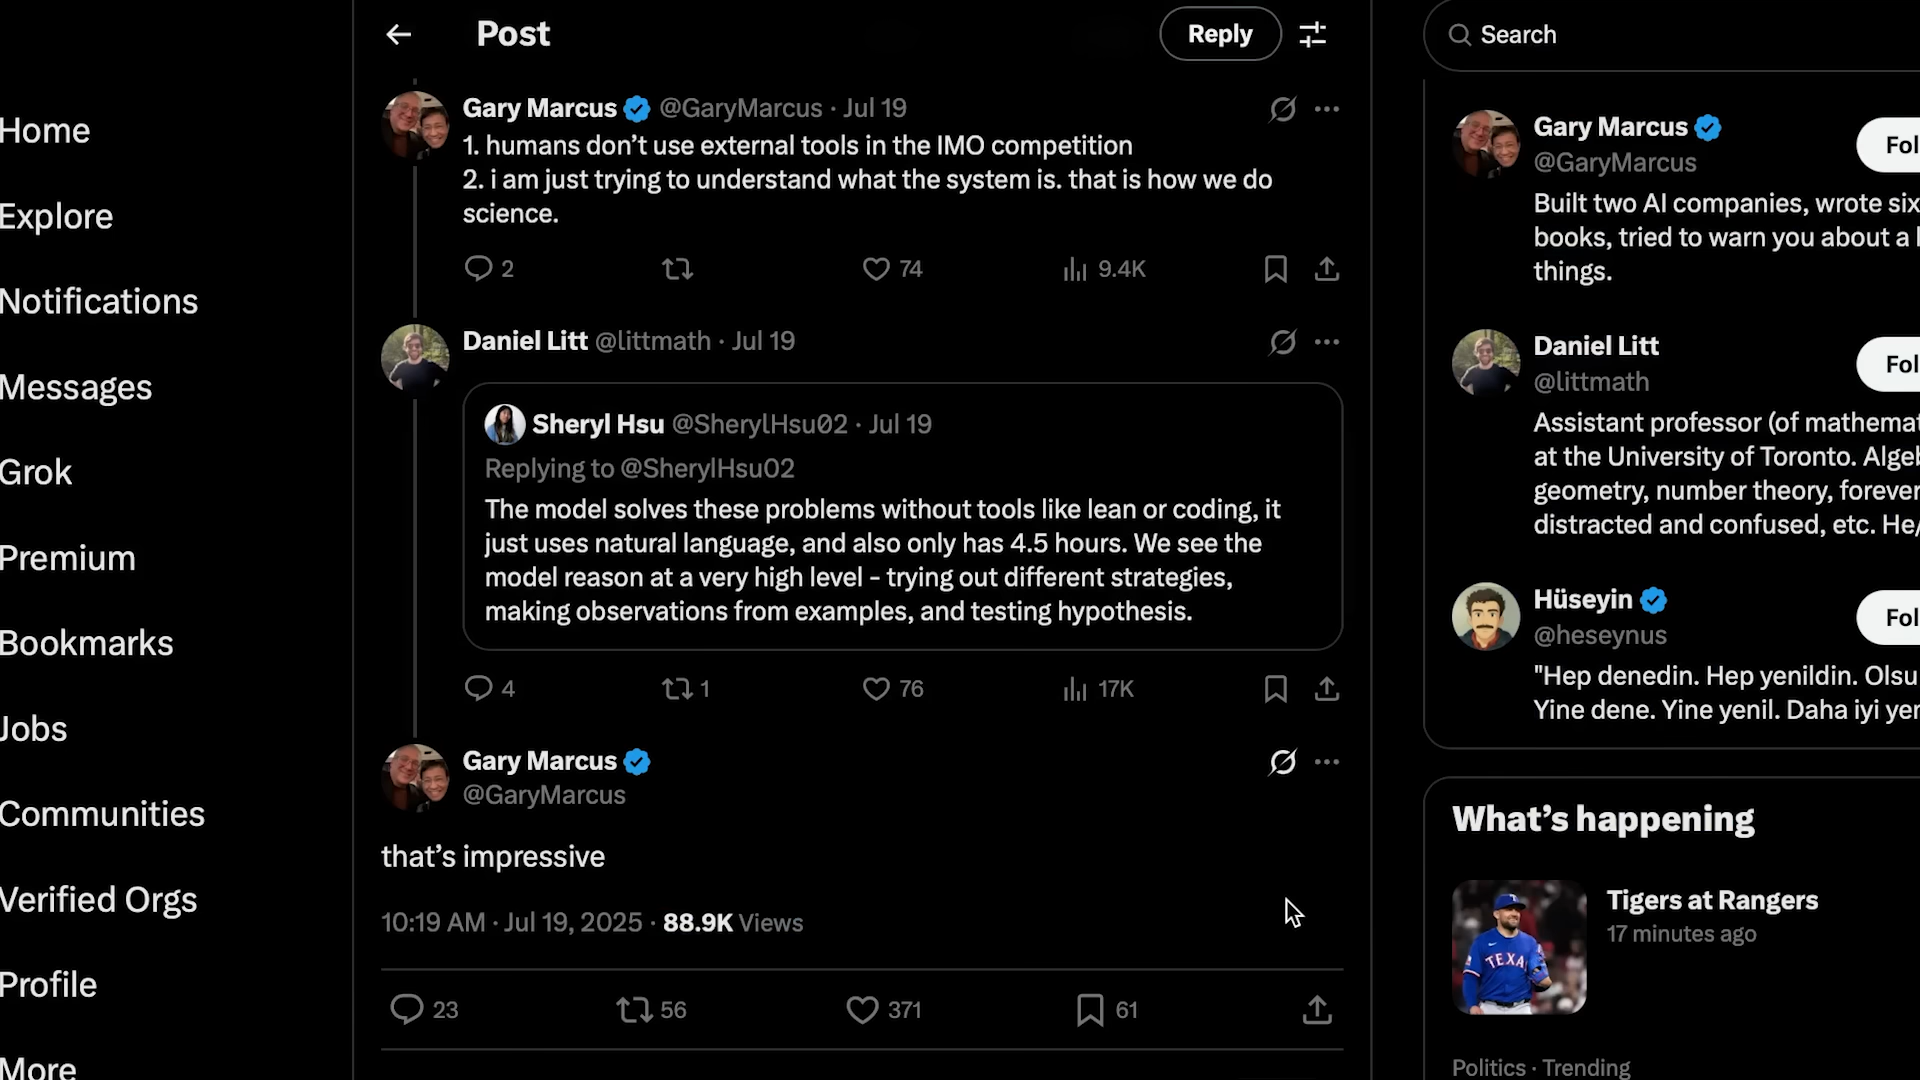 Home
Explore
Notifications
Messages
Grok
Premium
Bookmarks
Jobs
Communities
Verified Orgs
Profile
More
Post
Reply
Gary Marcus @GaryMarcus · Jul 19
1. humans don’t use external tools in the IMO competition
2. i am just trying to understand what the system is. that is how we do
science.
2 74 9.4K
Daniel Litt @littmath · Jul 19
Sheryl Hsu @SherylHsu02 · Jul 19
Replying to @SherylHsu02
The model solves these problems without tools like lean or coding, it
just uses natural language, and also only has 4.5 hours. We see the
model reason at a very high level - trying out different strategies,
making observations from examples, and testing hypothesis.
4 1 76 17K
Gary Marcus
@GaryMarcus
that’s impressive
10:19 AM · Jul 19, 2025 · 88.9K Views
23 56 371 61
Search
Gary Marcus
@GaryMarcus
Fol
Built two AI companies, wrote six
books, tried to warn you about a l
things.
Daniel Litt
@littmath
Fol
Assistant professor (of mathemat
at the University of Toronto. Algeb
geometry, number theory, forever
distracted and confused, etc. He/
Hüseyin
@heseynus
Fol
"Hep denedin. Hep yenildin. Olsu
Yine dene. Yine yenil. Daha iyi yen
What’s happening
TEXA
Tigers at Rangers
17 minutes ago
Politics · Trending